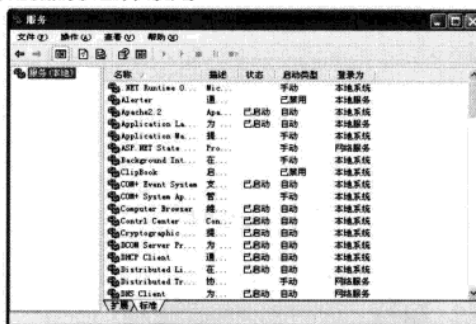 服务
文件(F) 操作(A) 查看(V) 帮助(H)
服务(本地)
名称 描述 状态 启动类型 登录为
.NET Runtime O... Mic... 手动 本地系统
Alerter 通... 已禁用 本地服务
Apache2.2 Apa... 已启动 自动 本地系统
Application La... 为... 已启动 自动 本地系统
Application Ma... 提... 手动 本地系统
ASP.NET State ... Pro... 手动 网络服务
Background Int... 在... 手动 本地系统
ClipBook 启... 已禁用 本地系统
COM+ Event System 支... 已启动 自动 本地系统
COM+ System Ap... 管... 手动 本地系统
Computer Browser 维... 已启动 自动 本地系统
Contrl Center ... Con... 已启动 自动 本地系统
Cryptographic ... 提... 已启动 自动 本地系统
DCOM Server Pr... 为... 已启动 自动 本地系统
DHCP Client 通... 已启动 自动 本地系统
Distributed Li... 在... 已启动 自动 本地系统
Distributed Tr... 协... 手动 网络服务
DNS Client 为... 已启动 自动 网络服务
扩展 标准